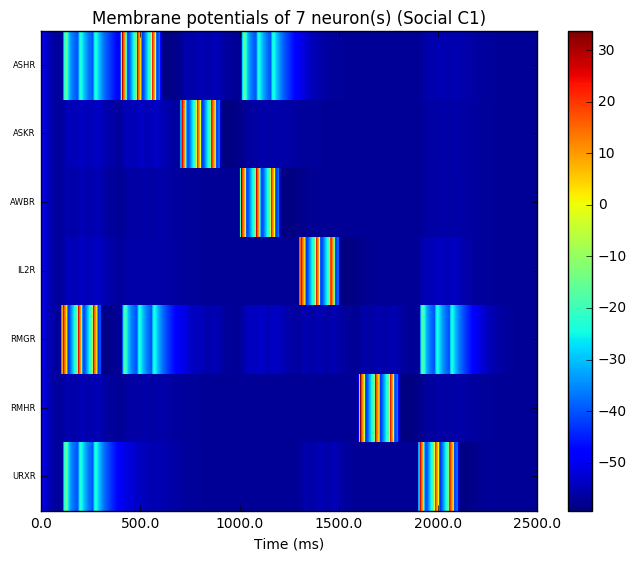 Membrane potentials of 7 neuron(s) (Social C1)
ASHR
ASKR
AWBR
IL2R
RMGR
RMHR
URXR
0.0 500.0 1000.0 1500.0 2000.0 2500.0
Time (ms)
30
20
10
0
−10
−20
−30
−40
−50